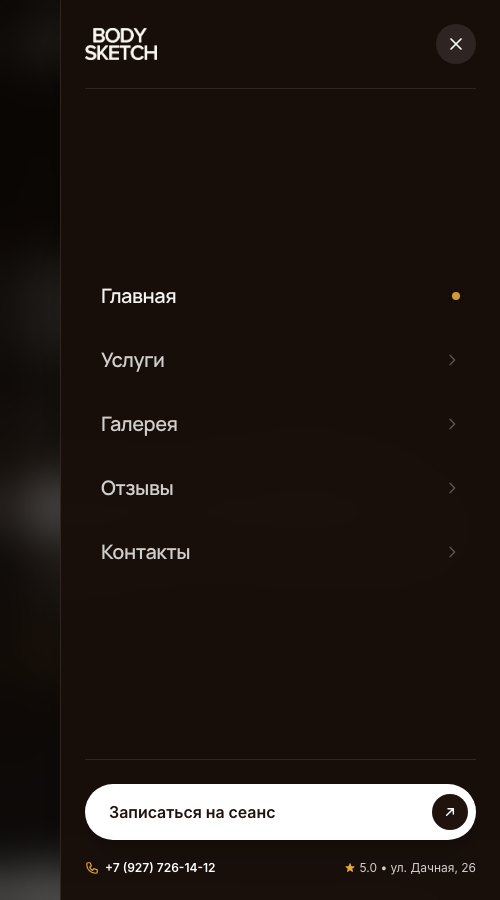 BODY
SKETCH
Главная
Услуги
Галерея
Отзывы
Контакты
Записаться на сеанс
+7 (927) 726-14-12
5.0 • ул. Дачная, 26